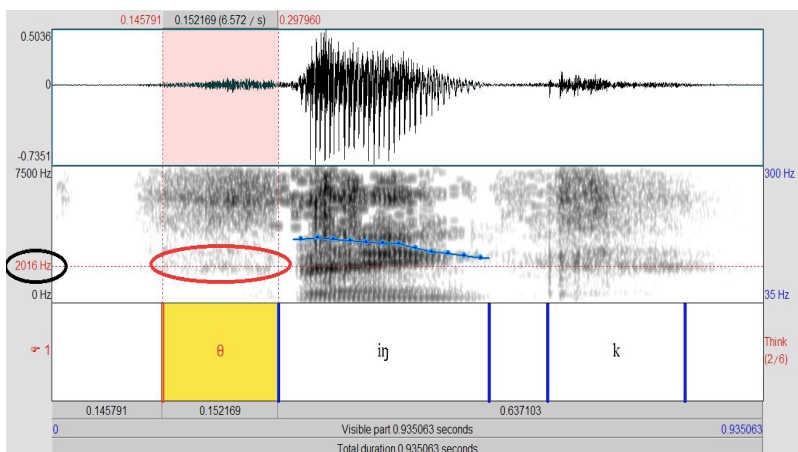 0.145791 0.152169 (6.572 / s) 0.297960
0.5036
0
-0.7351
7500 Hz 300 Hz
2016 Hz
0 Hz 35 Hz
☞ 1 θ iŋ k Think
(2/6)
0.145791 0.152169 0.637103
0 Visible part 0.935063 seconds 0.935063
Total duration 0.935063 seconds